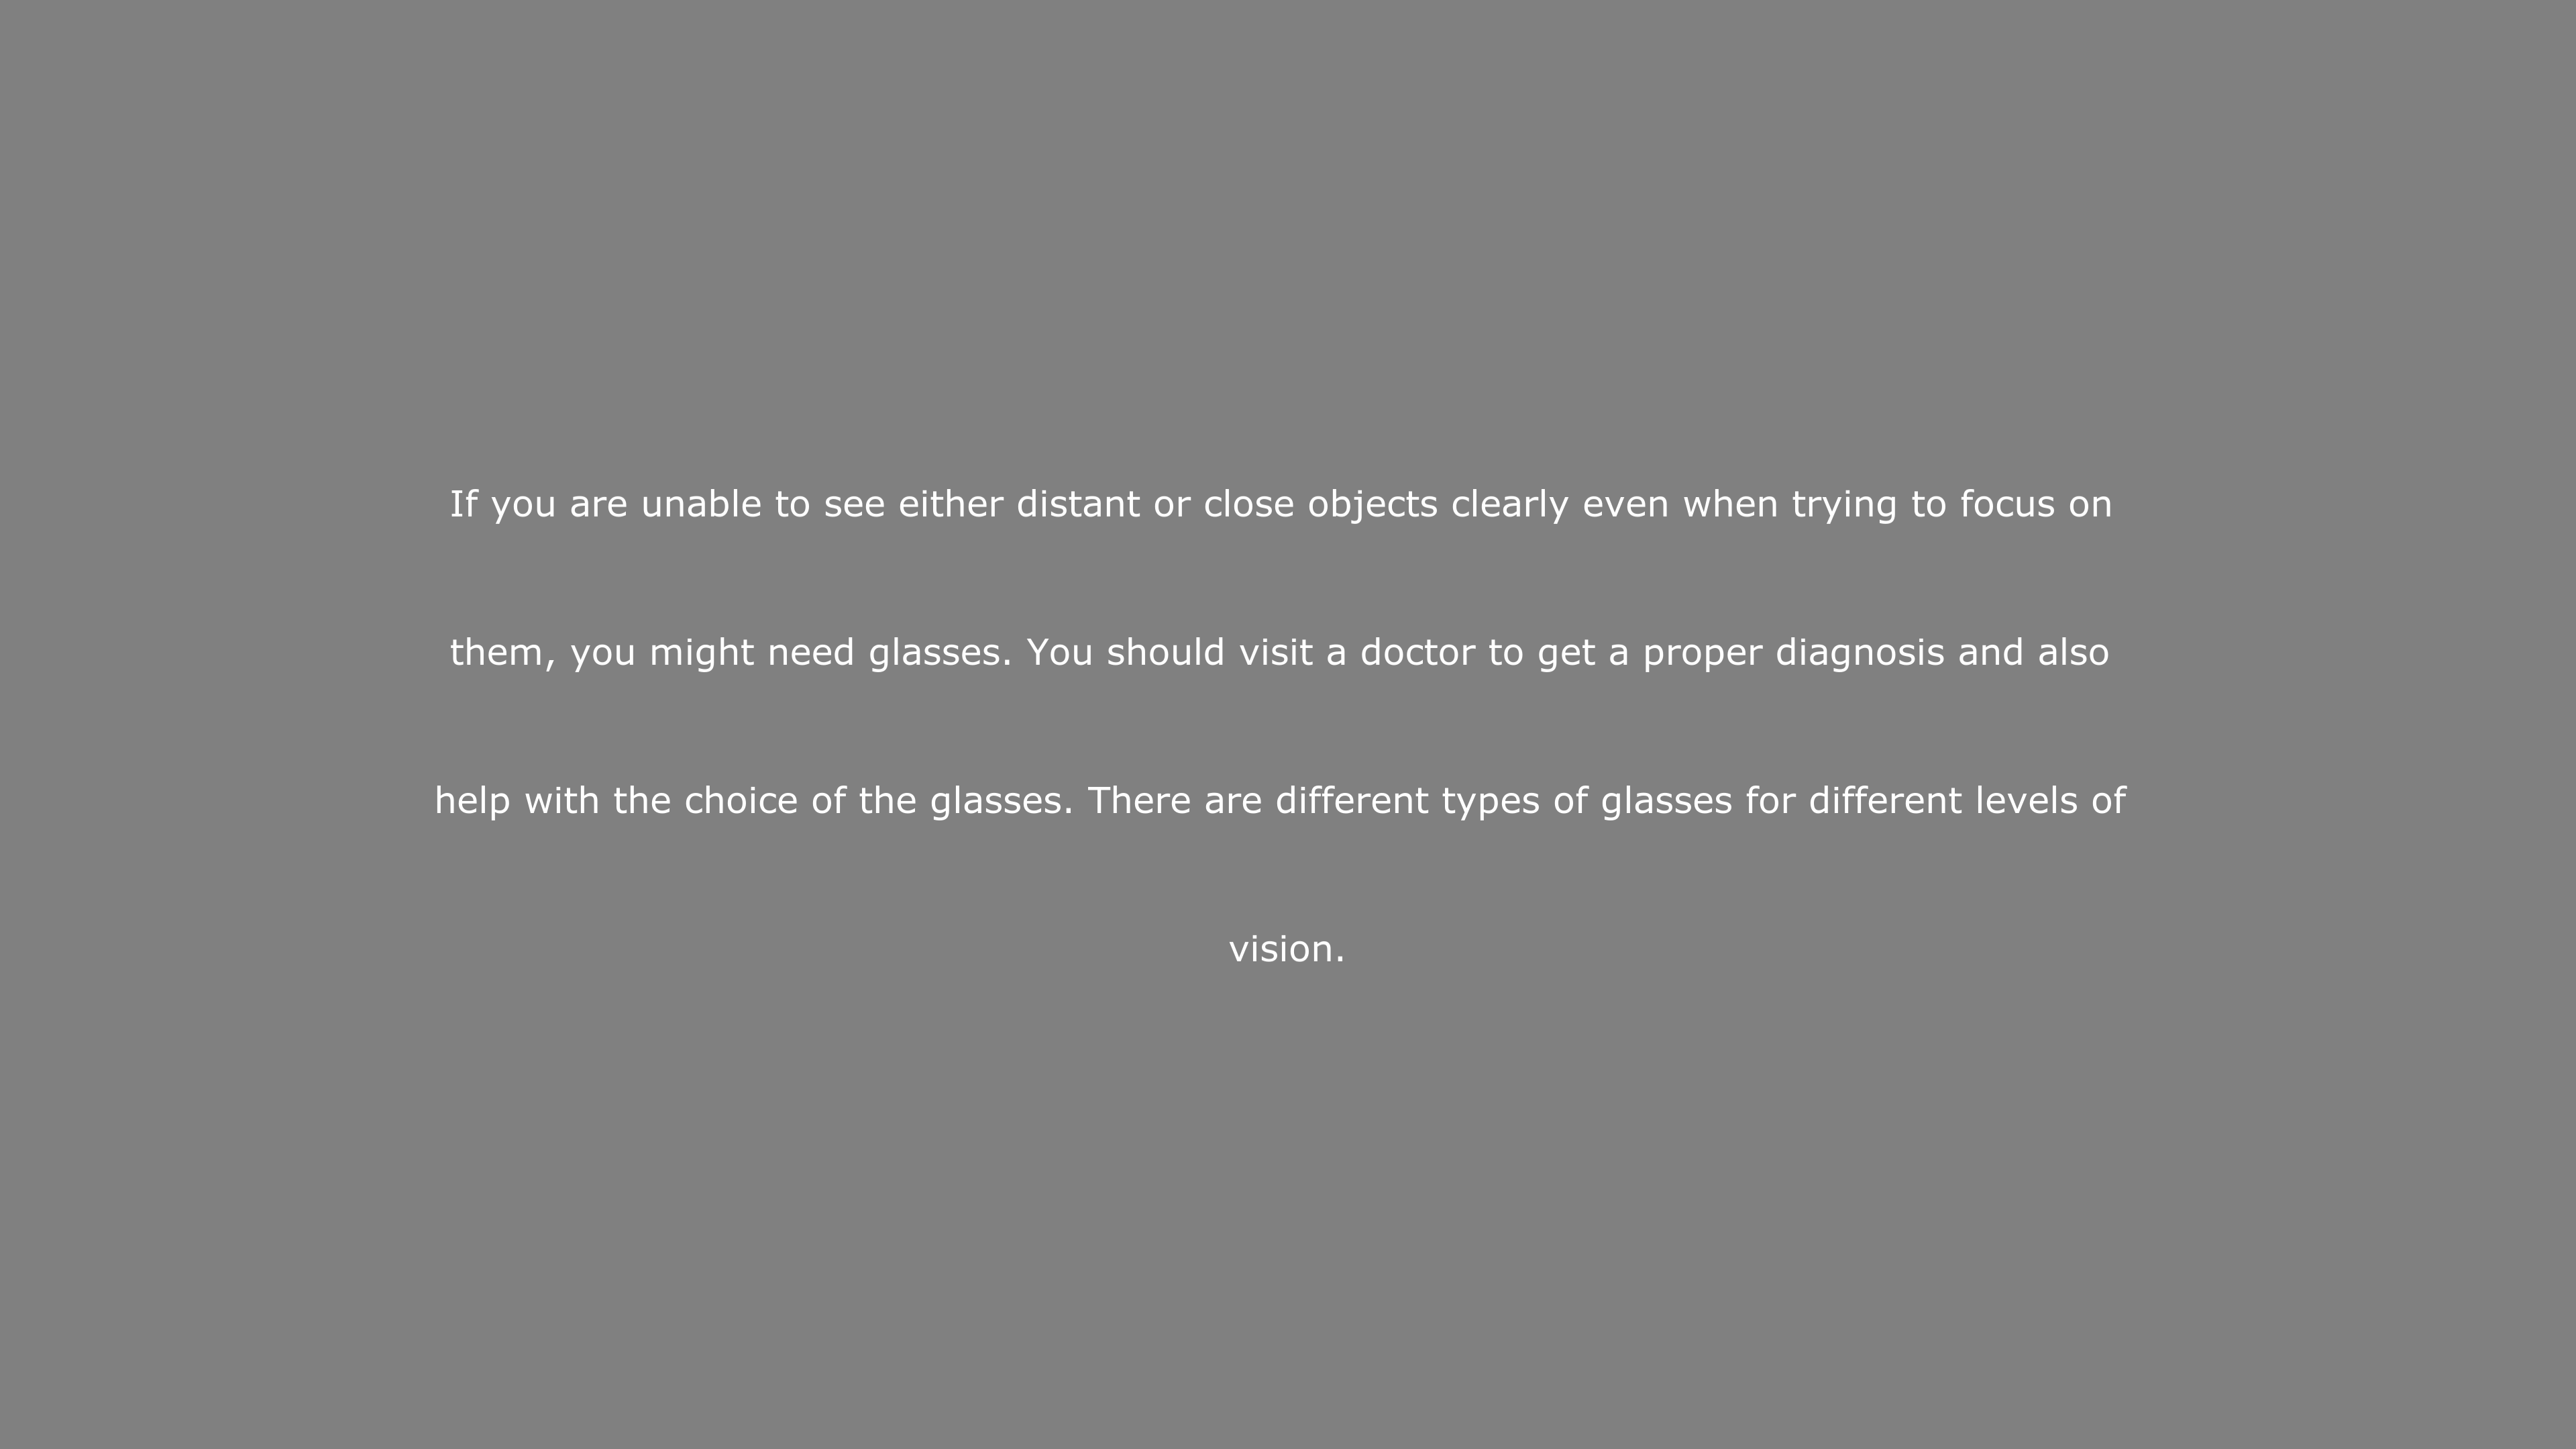 If you are unable to see either distant or close objects clearly even when trying to focus on
them, you might need glasses. You should visit a doctor to get a proper diagnosis and also
help with the choice of the glasses. There are different types of glasses for different levels of
vision.